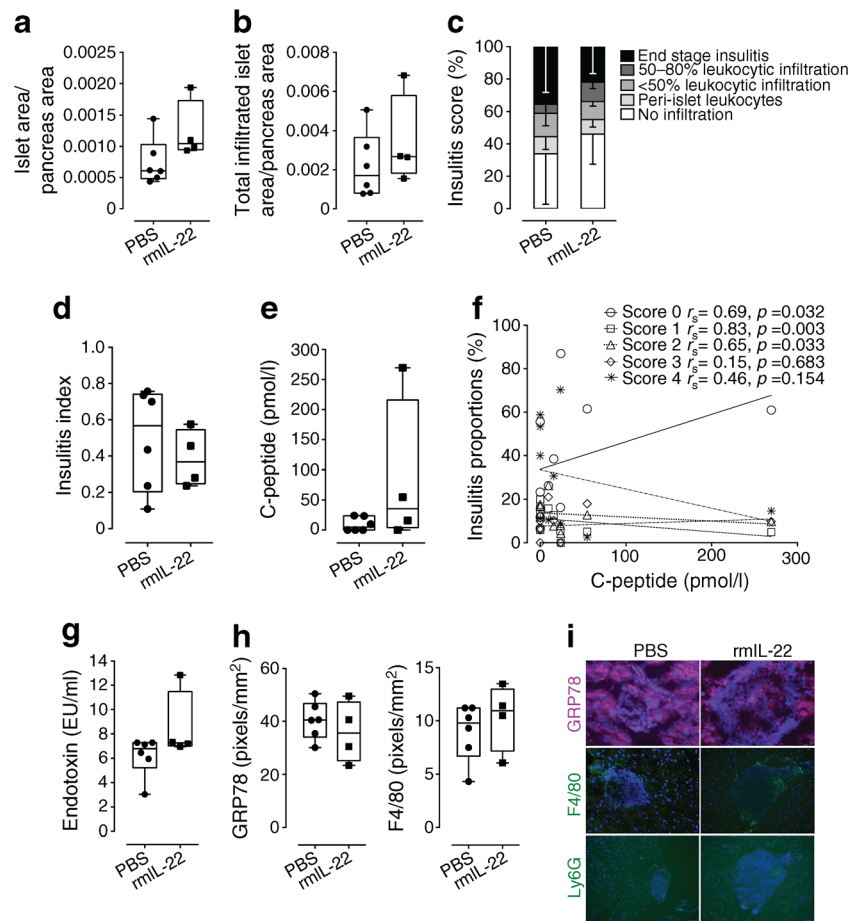 a
Islet area/
pancreas area
0.0025
0.0020
0.0015
0.0010
0.0005
0
PBS
rmIL-22
b
Total infiltrated islet
area/pancreas area
0.008
0.006
0.004
0.002
0
PBS
rmIL-22
c
Insulitis score (%)
100
80
60
40
20
0
PBS
rmIL-22
End stage insulitis
50–80% leukocytic infiltration
<50% leukocytic infiltration
Peri-islet leukocytes
No infiltration
d
Insulitis index
1.0
0.8
0.6
0.4
0.2
0
PBS
rmIL-22
e
C-peptide (pmol/l)
300
250
200
150
100
50
0
PBS
rmIL-22
f
Insulitis proportions (%)
100
80
60
40
20
0
0
100
200
300
C-peptide (pmol/l)
Score 0 rs= 0.69, p =0.032
Score 1 rs= 0.83, p =0.003
Score 2 rs= 0.65, p =0.033
Score 3 rs= 0.15, p =0.683
Score 4 rs= 0.46, p =0.154
g
Endotoxin (EU/ml)
14
12
10
8
6
4
2
0
PBS
rmIL-22
h
GRP78 (pixels/mm²)
60
40
20
0
PBS
rmIL-22
F4/80 (pixels/mm²)
15
10
5
0
PBS
rmIL-22
i
PBS
rmIL-22
GRP78
F4/80
Ly6G